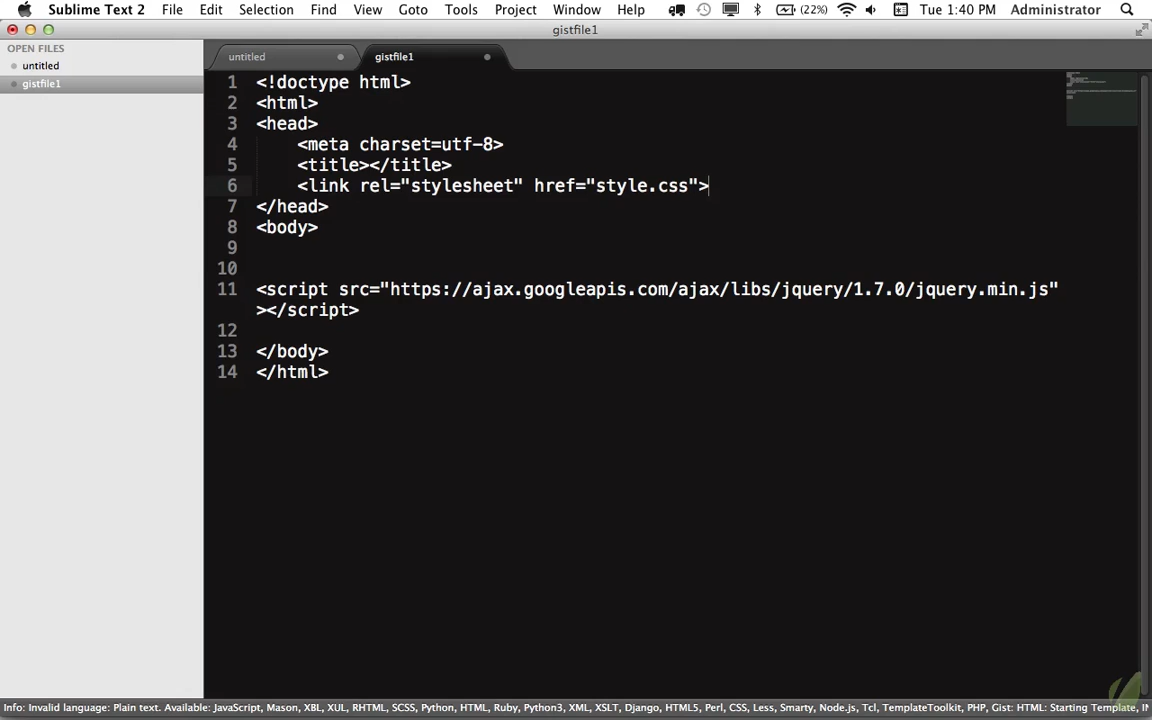 Sublime Text 2 File Edit Selection Find View Goto Tools Project Window Help (22%) Tue 1:40 PM Administrator
gistfile1
OPEN FILES
untitled
gistfile1
untitled gistfile1
1 <!doctype html>
2 <html>
3 <head>
4 <meta charset=utf-8>
5 <title></title>
6 <link rel="stylesheet" href="style.css">
7 </head>
8 <body>
9
10
11 <script src="https://ajax.googleapis.com/ajax/libs/jquery/1.7.0/jquery.min.js"
></script>
12
13 </body>
14 </html>
Info: Invalid language: Plain text. Available: JavaScript, Mason, XBL, XUL, RHTML, SCSS, Python, HTML, Ruby, Python3, XML, XSLT, Django, HTML5, Perl, CSS, Less, Smarty, Node.js, Tcl, TemplateToolkit, PHP, Gist: HTML: Starting Template,